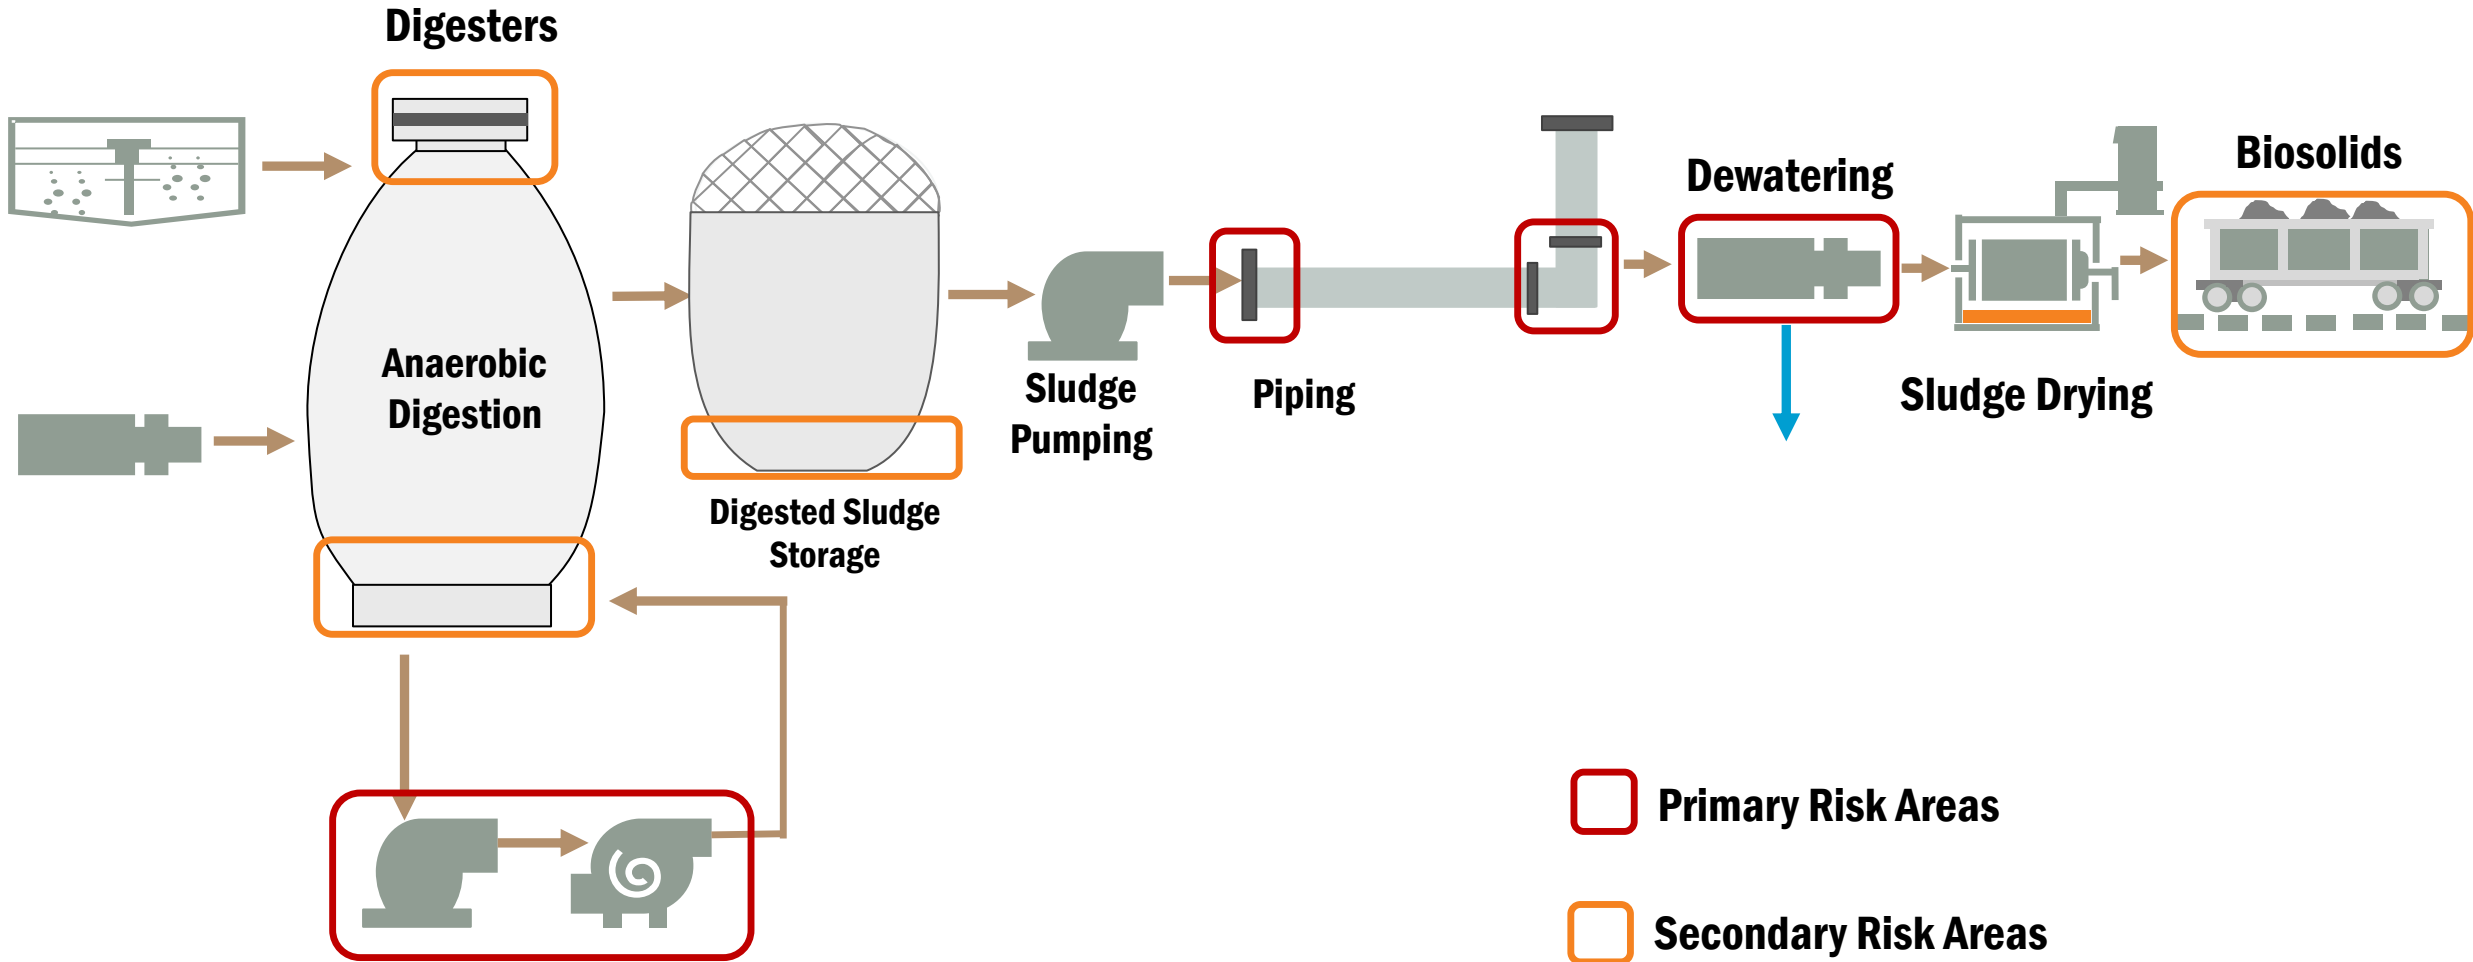 Digesters
Anaerobic
Digestion
Digested Sludge
Storage
Sludge
Pumping
Piping
Dewatering
Sludge Drying
Biosolids
Primary Risk Areas
Secondary Risk Areas